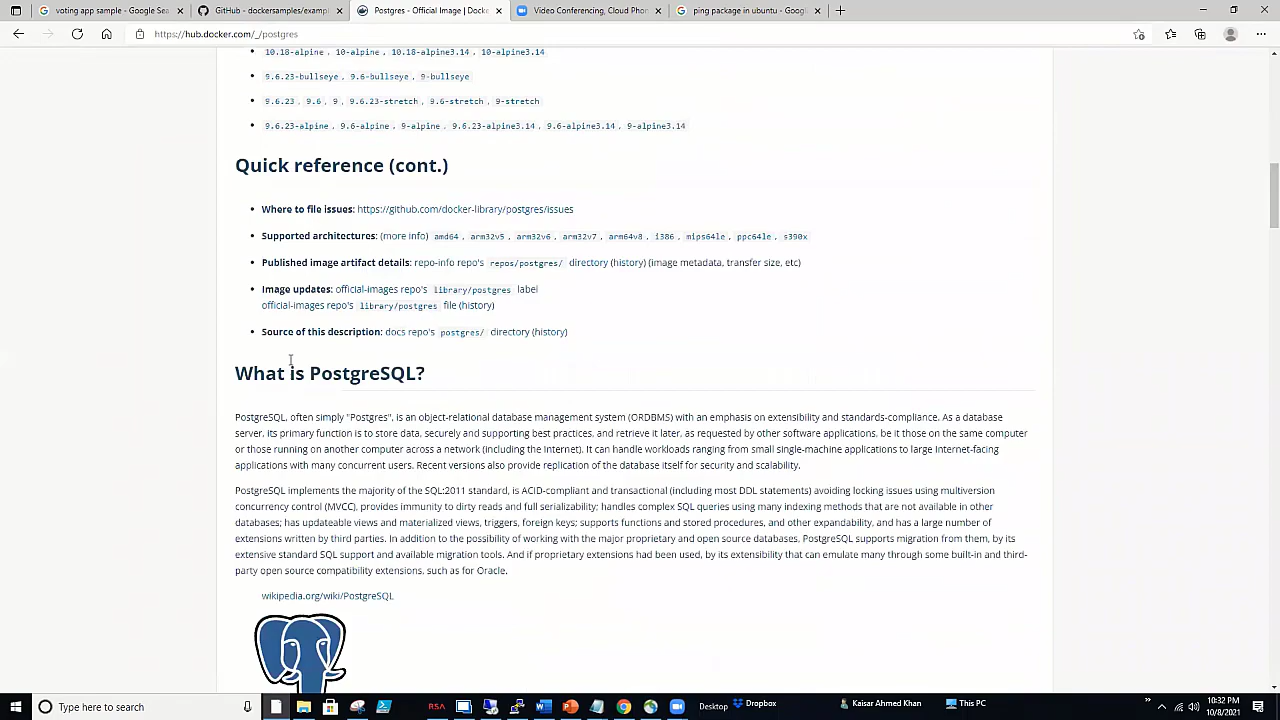 voting app.sample - Google Sea
GitHub - dockersamples/exampl
Postgres - Official Image | Docke
Video Conferencing, Cloud Phon
ping package in ubuntu - Google
https://hub.docker.com/_/postgres
10.18-alpine , 10-alpine , 10.18-alpine3.14 , 10-alpine3.14
9.6.23-bullseye , 9.6-bullseye , 9-bullseye
9.6.23 , 9.6 , 9 , 9.6.23-stretch , 9.6-stretch , 9-stretch
9.6.23-alpine , 9.6-alpine , 9-alpine , 9.6.23-alpine3.14 , 9.6-alpine3.14 , 9-alpine3.14
Quick reference (cont.)
Where to file issues: https://github.com/docker-library/postgres/issues
Supported architectures: (more info) amd64 , arm32v5 , arm32v6 , arm32v7 , arm64v8 , i386 , mips64le , ppc64le , s390x
Published image artifact details: repo-info repo's repos/postgres/ directory (history) (image metadata, transfer size, etc)
Image updates: official-images repo's library/postgres label
official-images repo's library/postgres file (history)
Source of this description: docs repo's postgres/ directory (history)
What is PostgreSQL?
PostgreSQL, often simply "Postgres", is an object-relational database management system (ORDBMS) with an emphasis on extensibility and standards-compliance. As a database
server, its primary function is to store data, securely and supporting best practices, and retrieve it later, as requested by other software applications, be it those on the same computer
or those running on another computer across a network (including the Internet). It can handle workloads ranging from small single-machine applications to large Internet-facing
applications with many concurrent users. Recent versions also provide replication of the database itself for security and scalability.
PostgreSQL implements the majority of the SQL:2011 standard, is ACID-compliant and transactional (including most DDL statements) avoiding locking issues using multiversion
concurrency control (MVCC), provides immunity to dirty reads and full serializability; handles complex SQL queries using many indexing methods that are not available in other
databases; has updateable views and materialized views, triggers, foreign keys; supports functions and stored procedures, and other expandability, and has a large number of
extensions written by third parties. In addition to the possibility of working with the major proprietary and open source databases, PostgreSQL supports migration from them, by its
extensive standard SQL support and available migration tools. And if proprietary extensions had been used, by its extensibility that can emulate many through some built-in and third-
party open source compatibility extensions, such as for Oracle.
wikipedia.org/wiki/PostgreSQL
Type here to search
RSA
Desktop
Dropbox
Kaisar Ahmed Khan
This PC
10:32 PM
10/8/2021